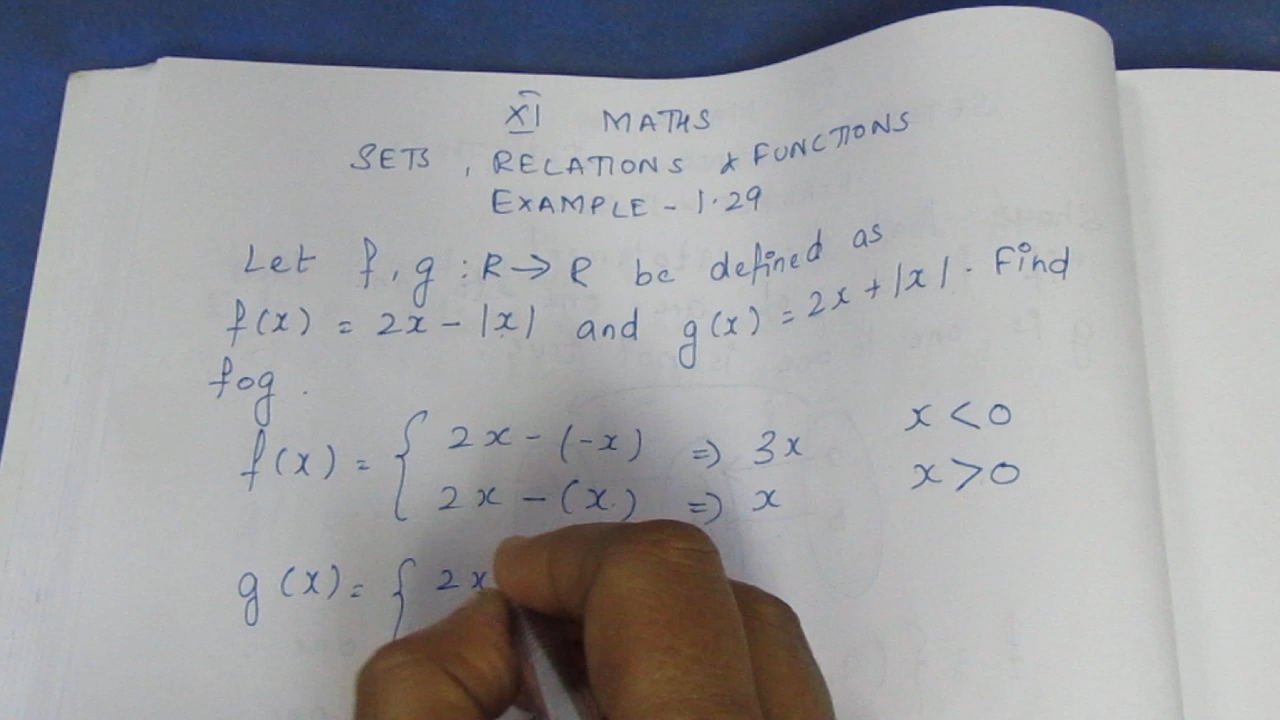 XI MATHS
SETS, RELATIONS & FUNCTIONS
EXAMPLE - 1.29
Let f, g : R → R be defined as
f(x) = 2x - |x| and g(x) = 2x + |x|. Find
fog.
f(x) = { 2x - (-x) ⇒ 3x x < 0
2x - (x) ⇒ x x > 0
g(x) = { 2x